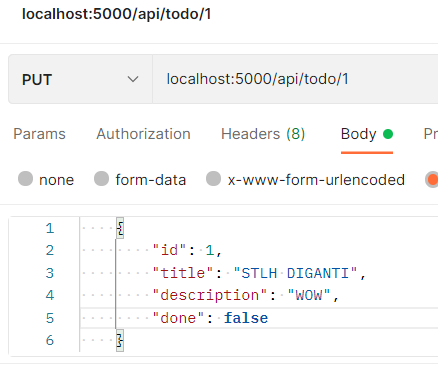 localhost:5000/api/todo/1
PUT localhost:5000/api/todo/1
Params Authorization Headers (8) Body Pr
none form-data x-www-form-urlencoded
1 {
2 "id": 1,
3 "title": "STLH DIGANTI",
4 "description": "WOW",
5 "done": false
6 }